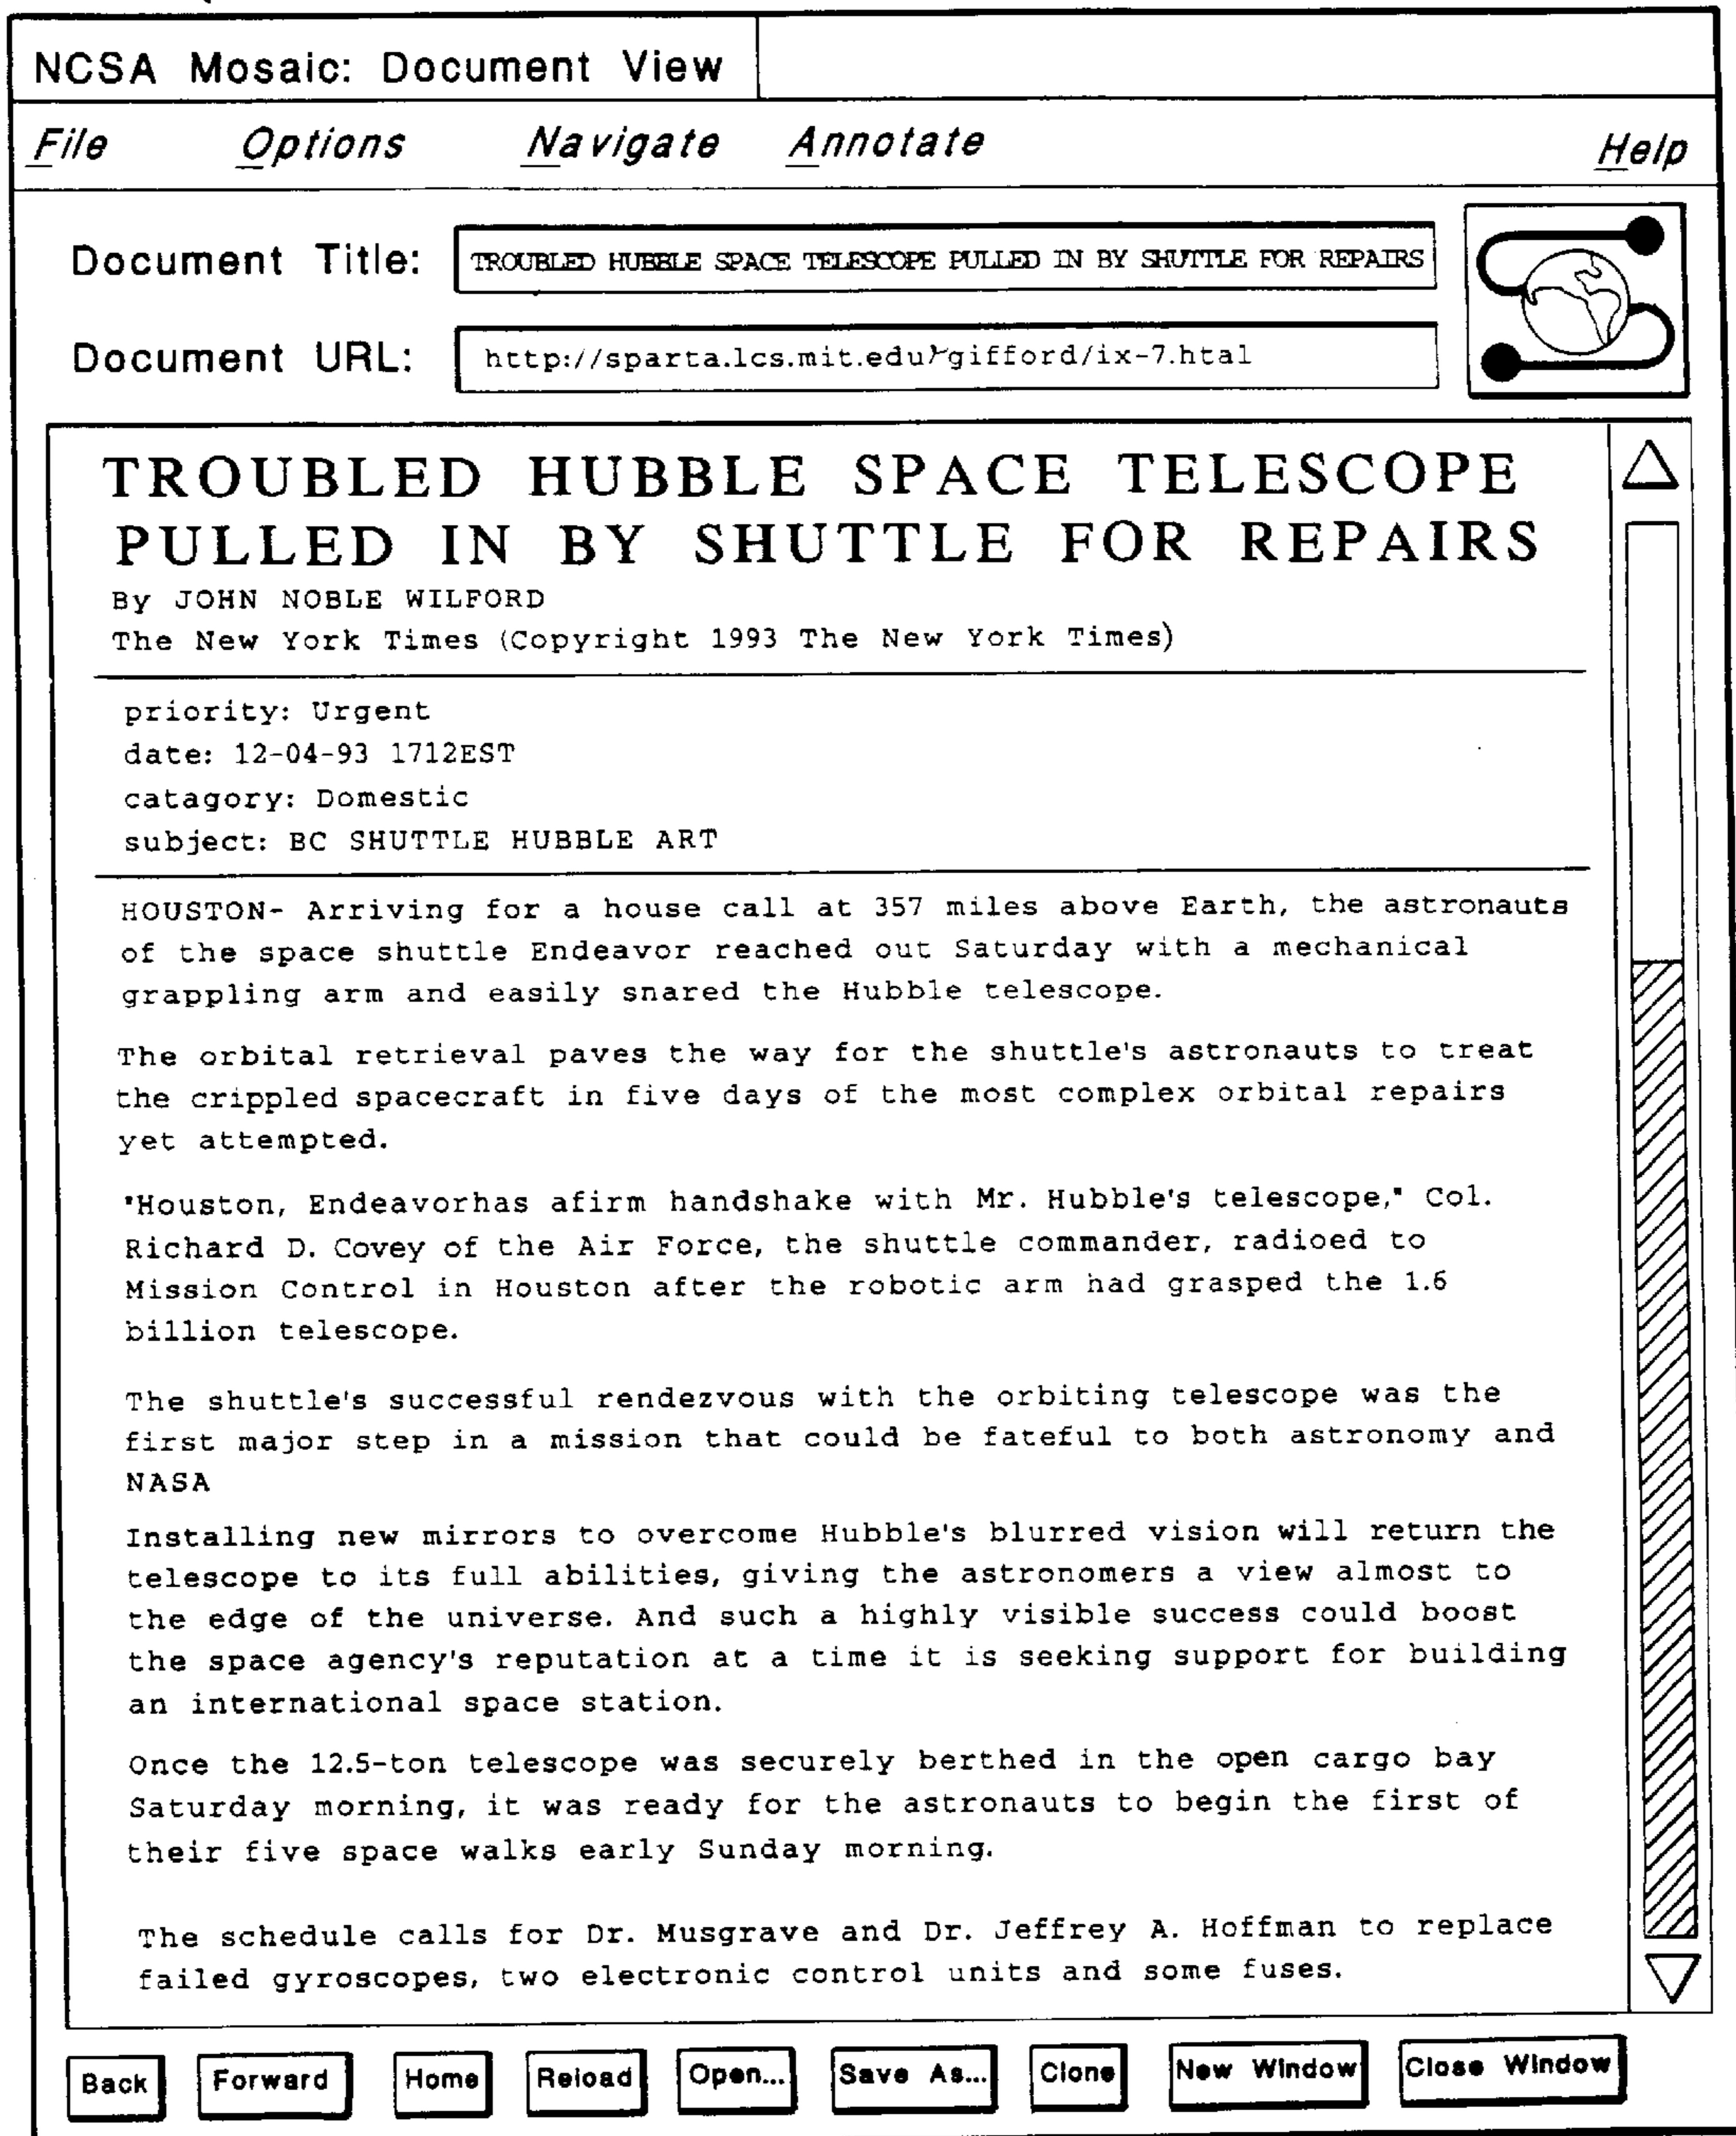 NCSA Mosaic: Document View
File Options Navigate Annotate Help
Document Title: TROUBLED HUBBLE SPACE TELESCOPE PULLED IN BY SHUTTLE FOR REPAIRS
Document URL: http://sparta.lcs.mit.edu/~gifford/ix-7.htal
TROUBLED HUBBLE SPACE TELESCOPE
PULLED IN BY SHUTTLE FOR REPAIRS
By JOHN NOBLE WILFORD
The New York Times (Copyright 1993 The New York Times)
priority: Urgent
date: 12-04-93 1712EST
catagory: Domestic
subject: BC SHUTTLE HUBBLE ART
HOUSTON- Arriving for a house call at 357 miles above Earth, the astronauts
of the space shuttle Endeavor reached out Saturday with a mechanical
grappling arm and easily snared the Hubble telescope.
The orbital retrieval paves the way for the shuttle's astronauts to treat
the crippled spacecraft in five days of the most complex orbital repairs
yet attempted.
"Houston, Endeavorhas afirm handshake with Mr. Hubble's telescope," Col.
Richard D. Covey of the Air Force, the shuttle commander, radioed to
Mission Control in Houston after the robotic arm had grasped the 1.6
billion telescope.
The shuttle's successful rendezvous with the orbiting telescope was the
first major step in a mission that could be fateful to both astronomy and
NASA
Installing new mirrors to overcome Hubble's blurred vision will return the
telescope to its full abilities, giving the astronomers a view almost to
the edge of the universe. And such a highly visible success could boost
the space agency's reputation at a time it is seeking support for building
an international space station.
Once the 12.5-ton telescope was securely berthed in the open cargo bay
Saturday morning, it was ready for the astronauts to begin the first of
their five space walks early Sunday morning.
The schedule calls for Dr. Musgrave and Dr. Jeffrey A. Hoffman to replace
failed gyroscopes, two electronic control units and some fuses.
Back Forward Home Reload Open... Save As... Clone New Window Close Window